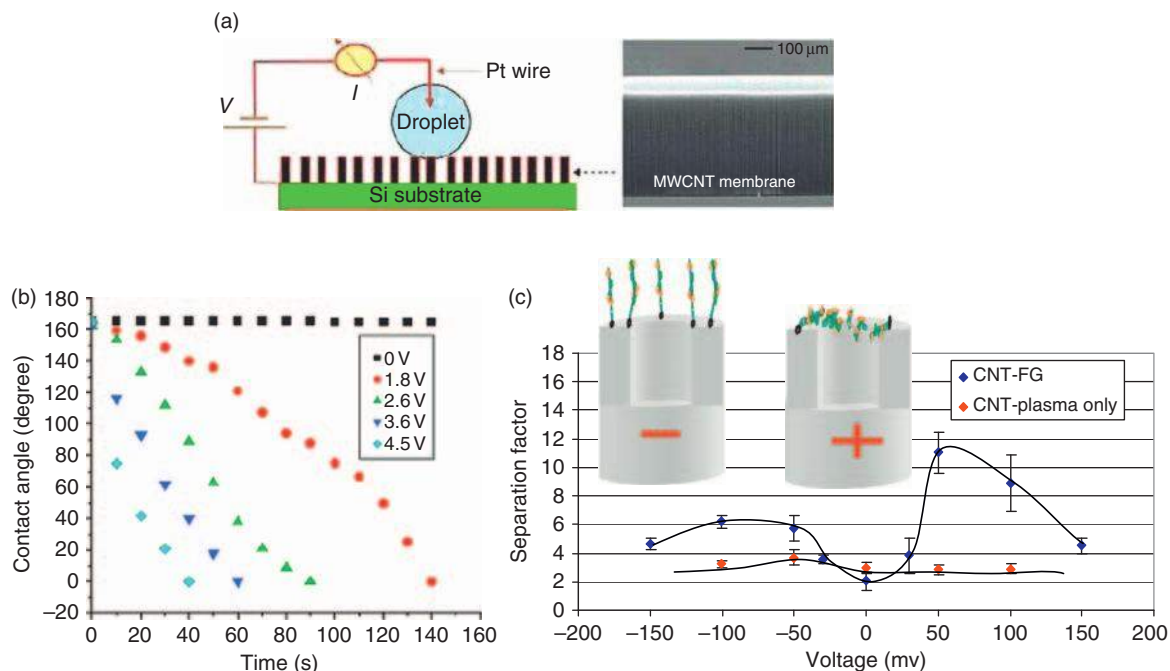 (a)
100 µm
Pt wire
I
V
Droplet
MWCNT membrane
Si substrate
(b)
180
160
140
120
100
80
60
40
20
0
−20
0 20 40 60 80 100 120 140 160
Contact angle (degree)
Time (s)
0 V
1.8 V
2.6 V
3.6 V
4.5 V
(c)
18
16
14
12
10
8
6
4
2
0
−200 −150 −100 −50 0 50 100 150 200
Separation factor
Voltage (mv)
CNT-FG
CNT-plasma only
−
+